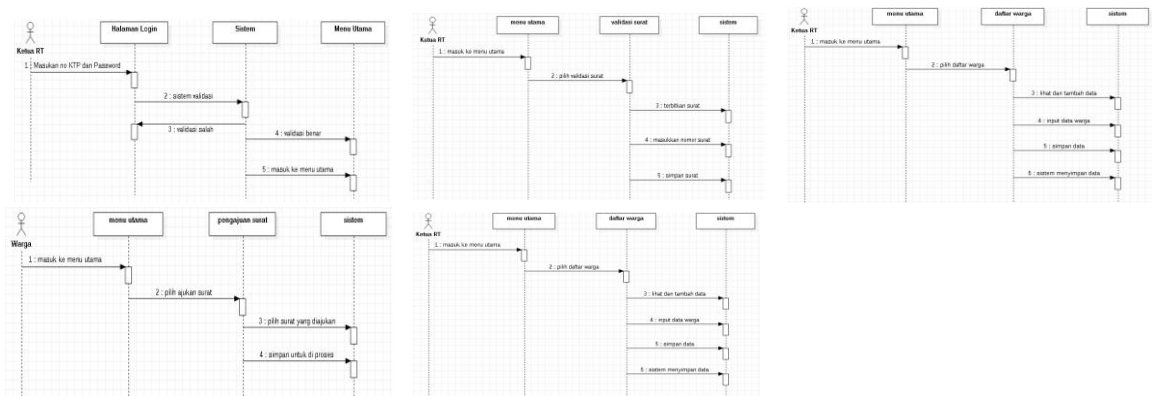 Halaman Login
Sistem
Menu Utama
Ketua RT
1 : Masukan no KTP dan Password
2 : sistem validasi
3 : validasi salah
4 : validasi benar
5 : masuk ke menu utama
menu utama
validasi surat
sistem
Ketua RT
1 : masuk ke menu utama
2 : pilih validasi surat
3 : terbitkan surat
4 : masukkan nomor surat
5 : simpan surat
menu utama
daftar warga
sistem
Ketua RT
1 : masuk ke menu utama
2 : pilih daftar warga
3 : lihat dan tambah data
4 : input data warga
5 : simpan data
6 : sistem menyimpan data
menu utama
pengajuan surat
sistem
Warga
1 : masuk ke menu utama
2 : pilih ajukan surat
3 : pilih surat yang diajukan
4 : simpan untuk di proses
menu utama
daftar warga
sistem
Ketua RT
1 : masuk ke menu utama
2 : pilih daftar warga
3 : lihat dan tambah data
4 : input data warga
5 : simpan data
6 : sistem menyimpan data